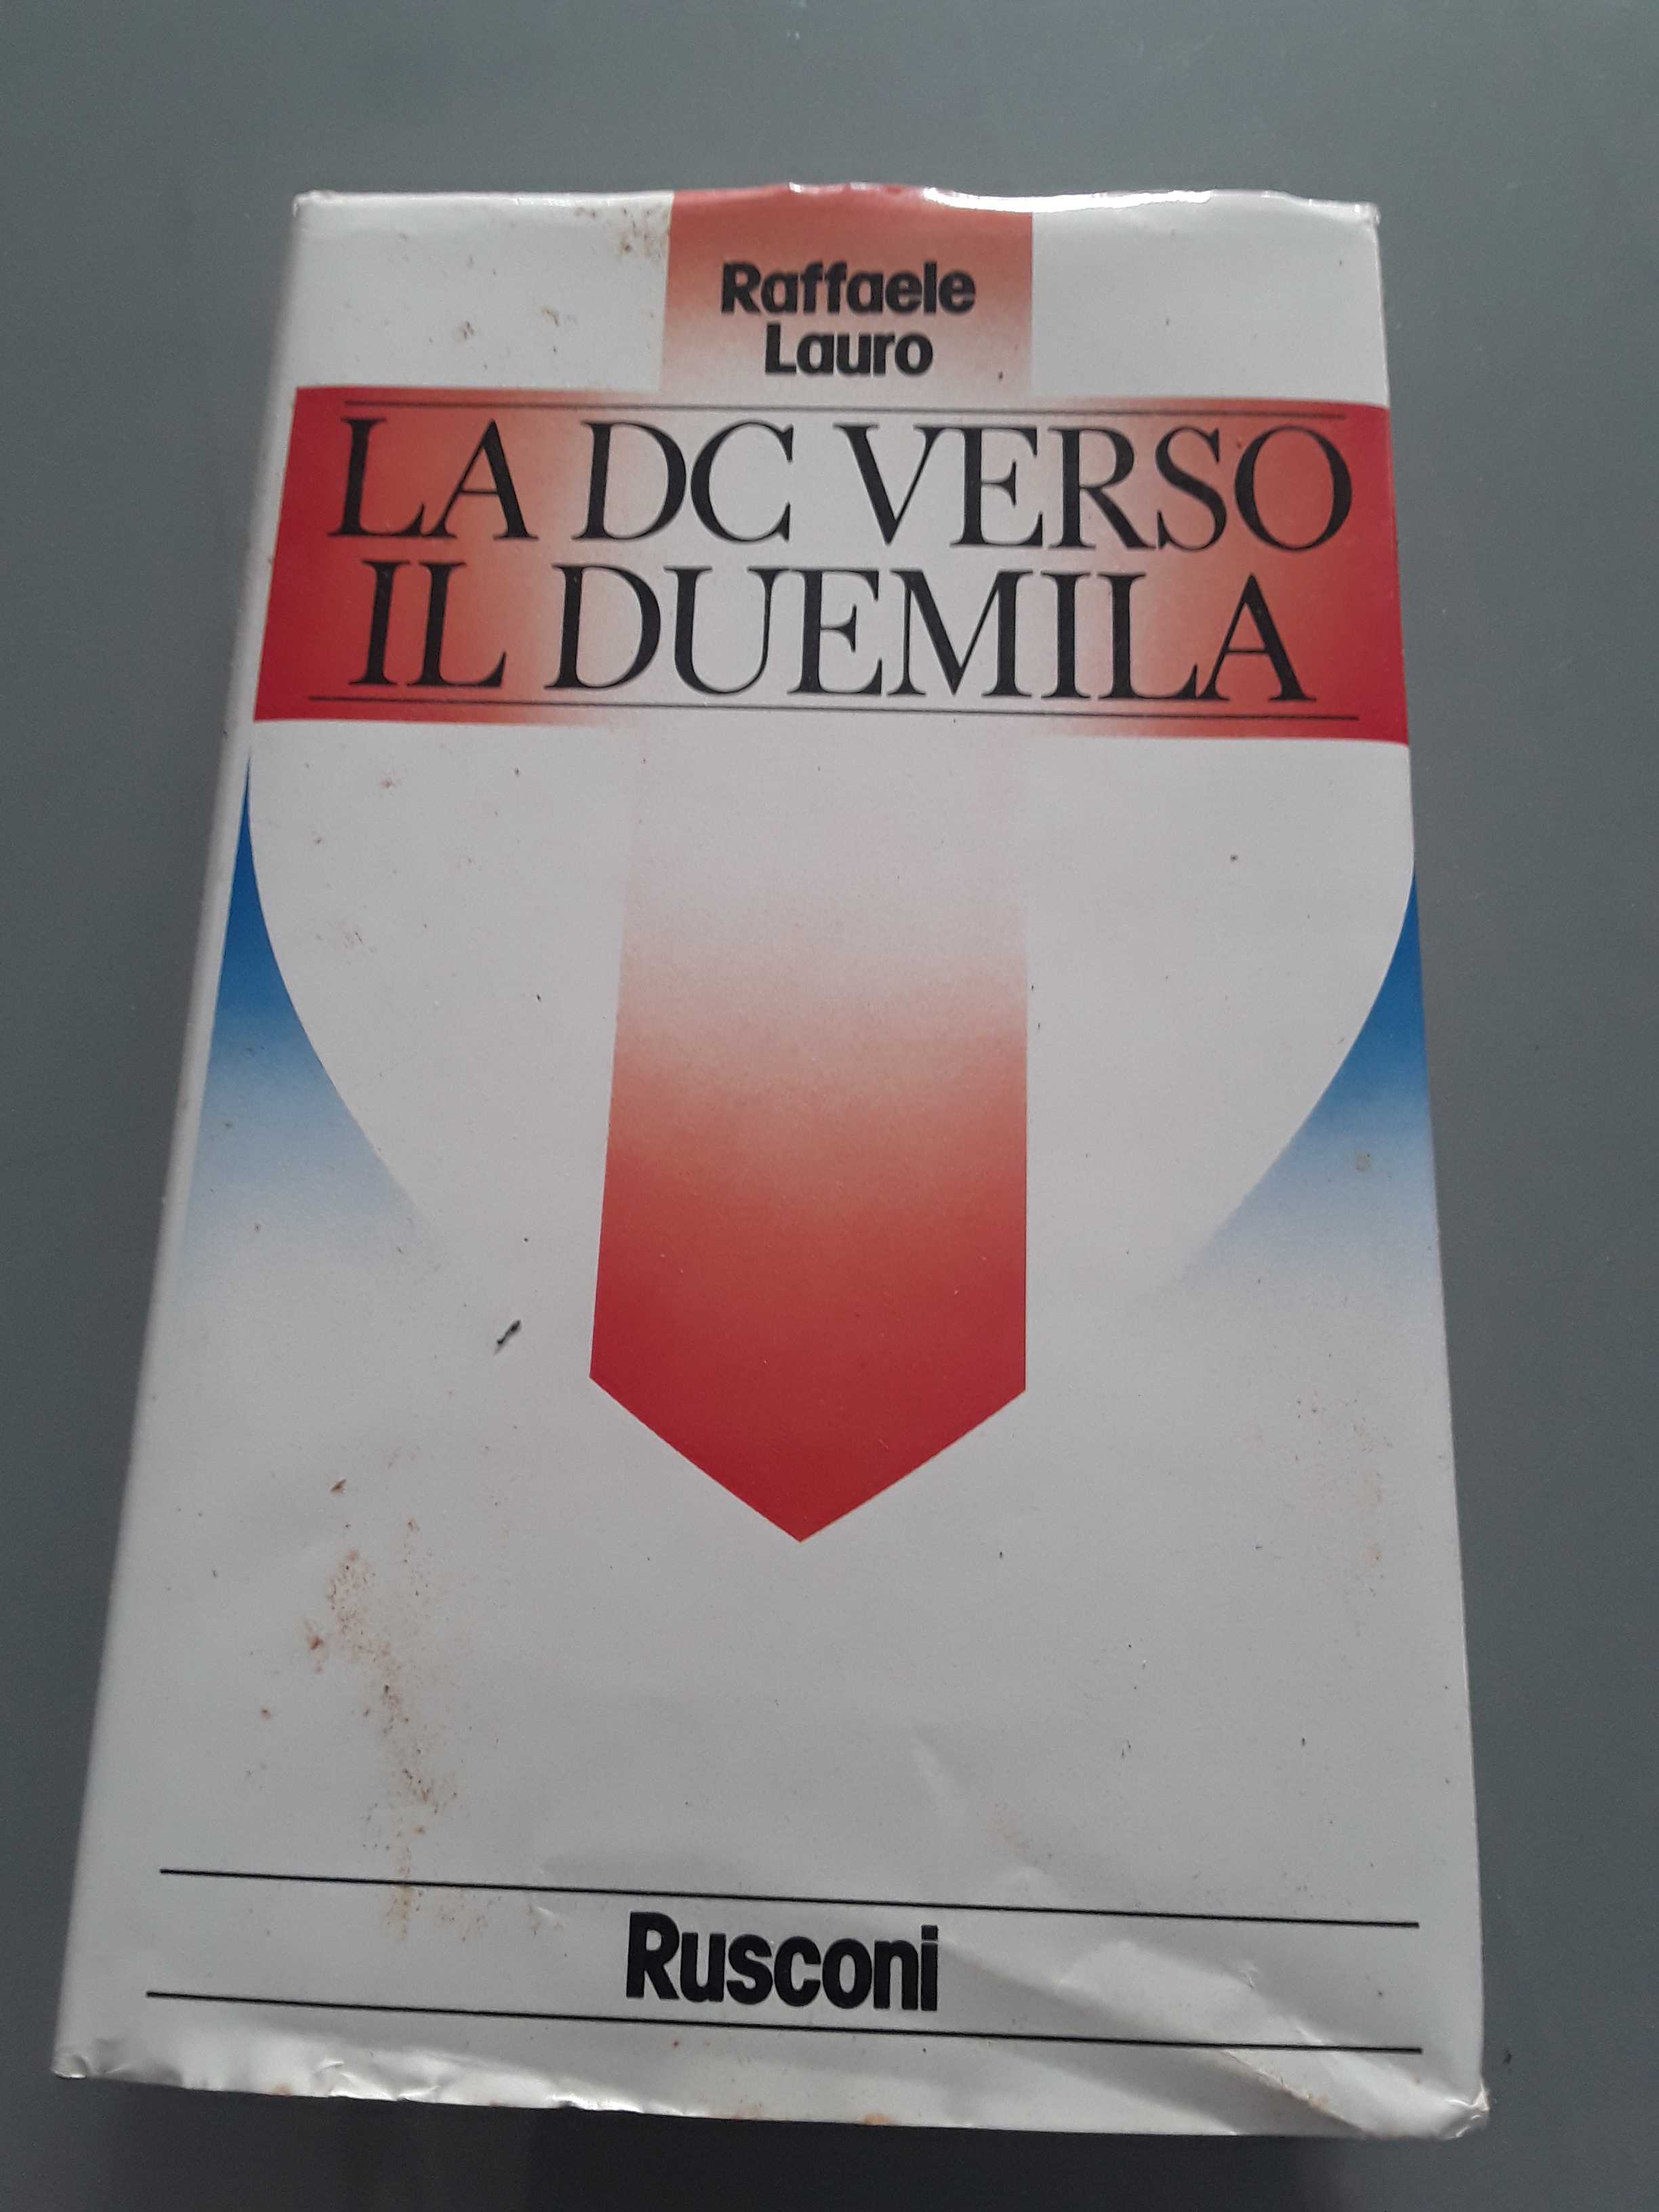 Raffaele
Lauro
LA DC VERSO
IL DUEMILA
Rusconi